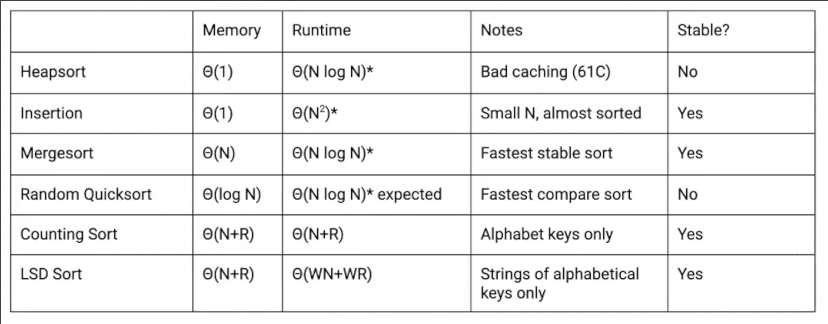 Memory Runtime Notes Stable?
Heapsort Θ(1) Θ(N log N)* Bad caching (61C) No
Insertion Θ(1) Θ(N²)* Small N, almost sorted Yes
Mergesort Θ(N) Θ(N log N)* Fastest stable sort Yes
Random Quicksort Θ(log N) Θ(N log N)* expected Fastest compare sort No
Counting Sort Θ(N+R) Θ(N+R) Alphabet keys only Yes
LSD Sort Θ(N+R) Θ(WN+WR) Strings of alphabetical Yes
keys only